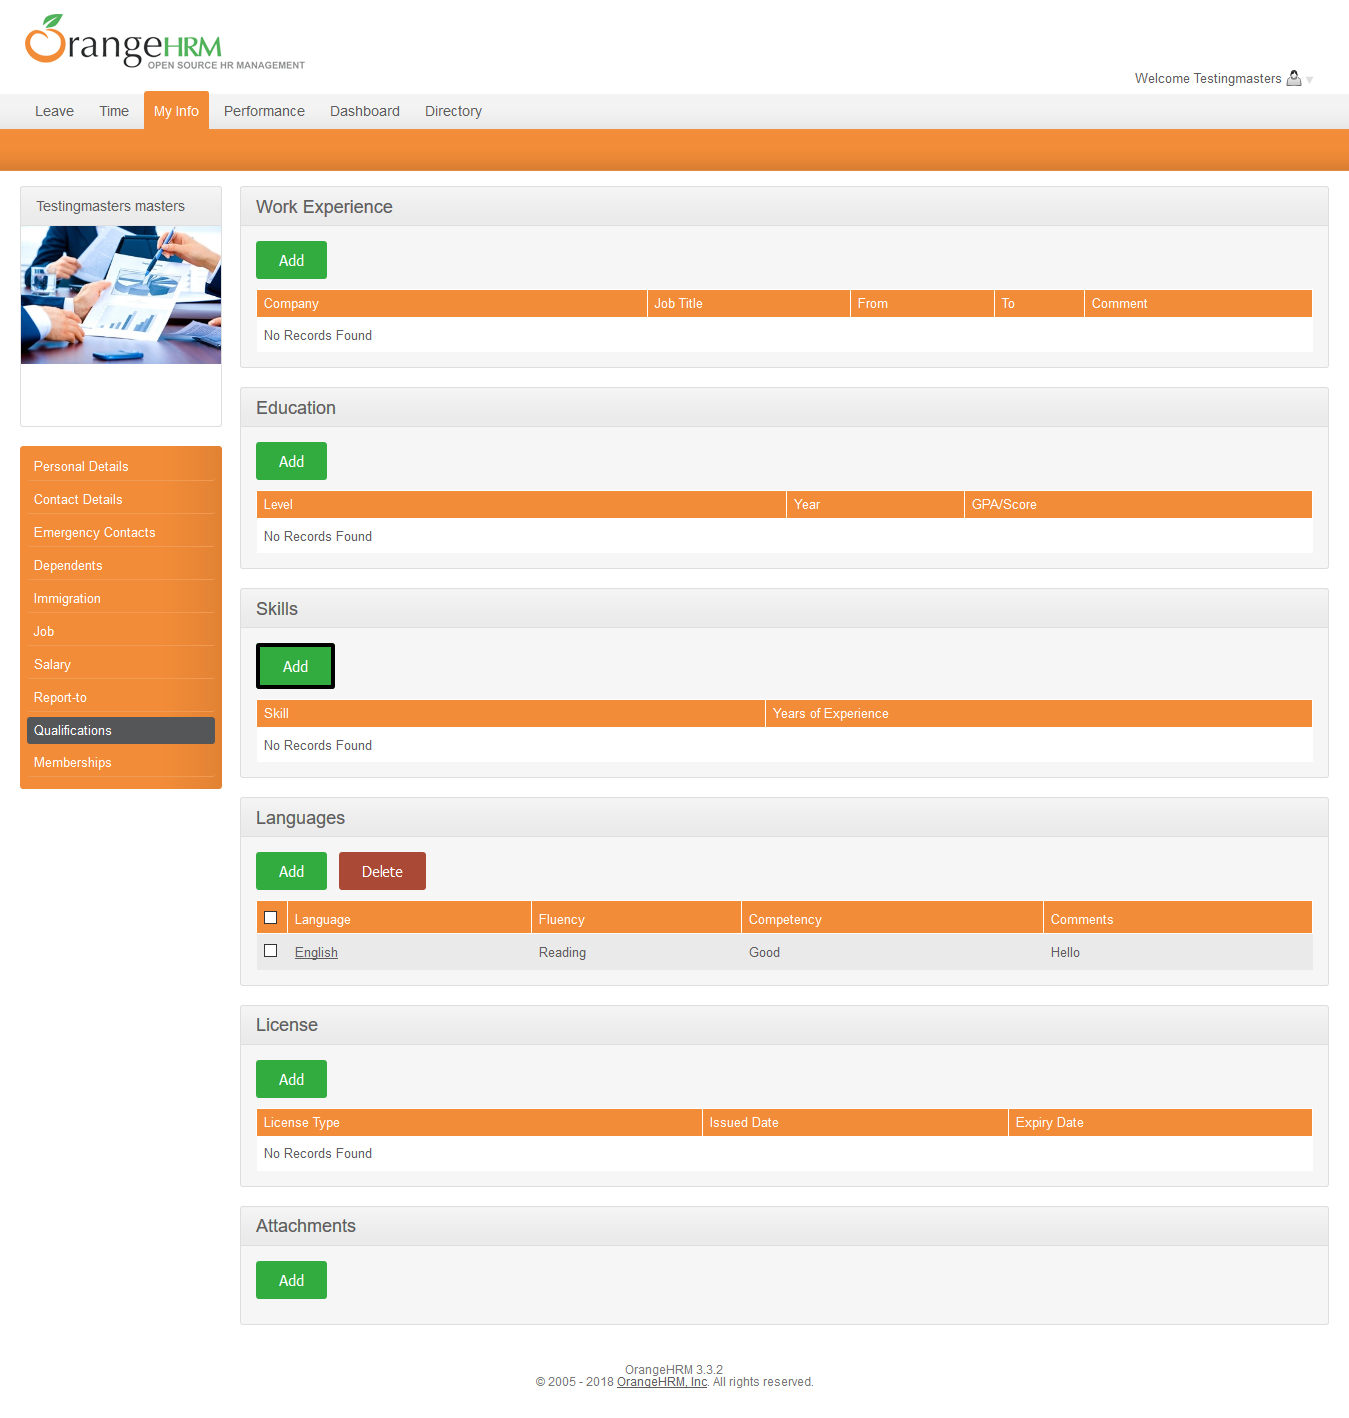 OrangeHRM
OPEN SOURCE HR MANAGEMENT
Welcome Testingmasters
Leave Time My Info Performance Dashboard Directory
Testingmasters masters
Personal Details
Contact Details
Emergency Contacts
Dependents
Immigration
Job
Salary
Report-to
Qualifications
Memberships
Work Experience
Add
Company Job Title From To Comment
No Records Found
Education
Add
Level Year GPA/Score
No Records Found
Skills
Add
Skill Years of Experience
No Records Found
Languages
Add Delete
Language Fluency Competency Comments
English Reading Good Hello
License
Add
License Type Issued Date Expiry Date
No Records Found
Attachments
Add
OrangeHRM 3.3.2
© 2005 - 2018 OrangeHRM, Inc. All rights reserved.